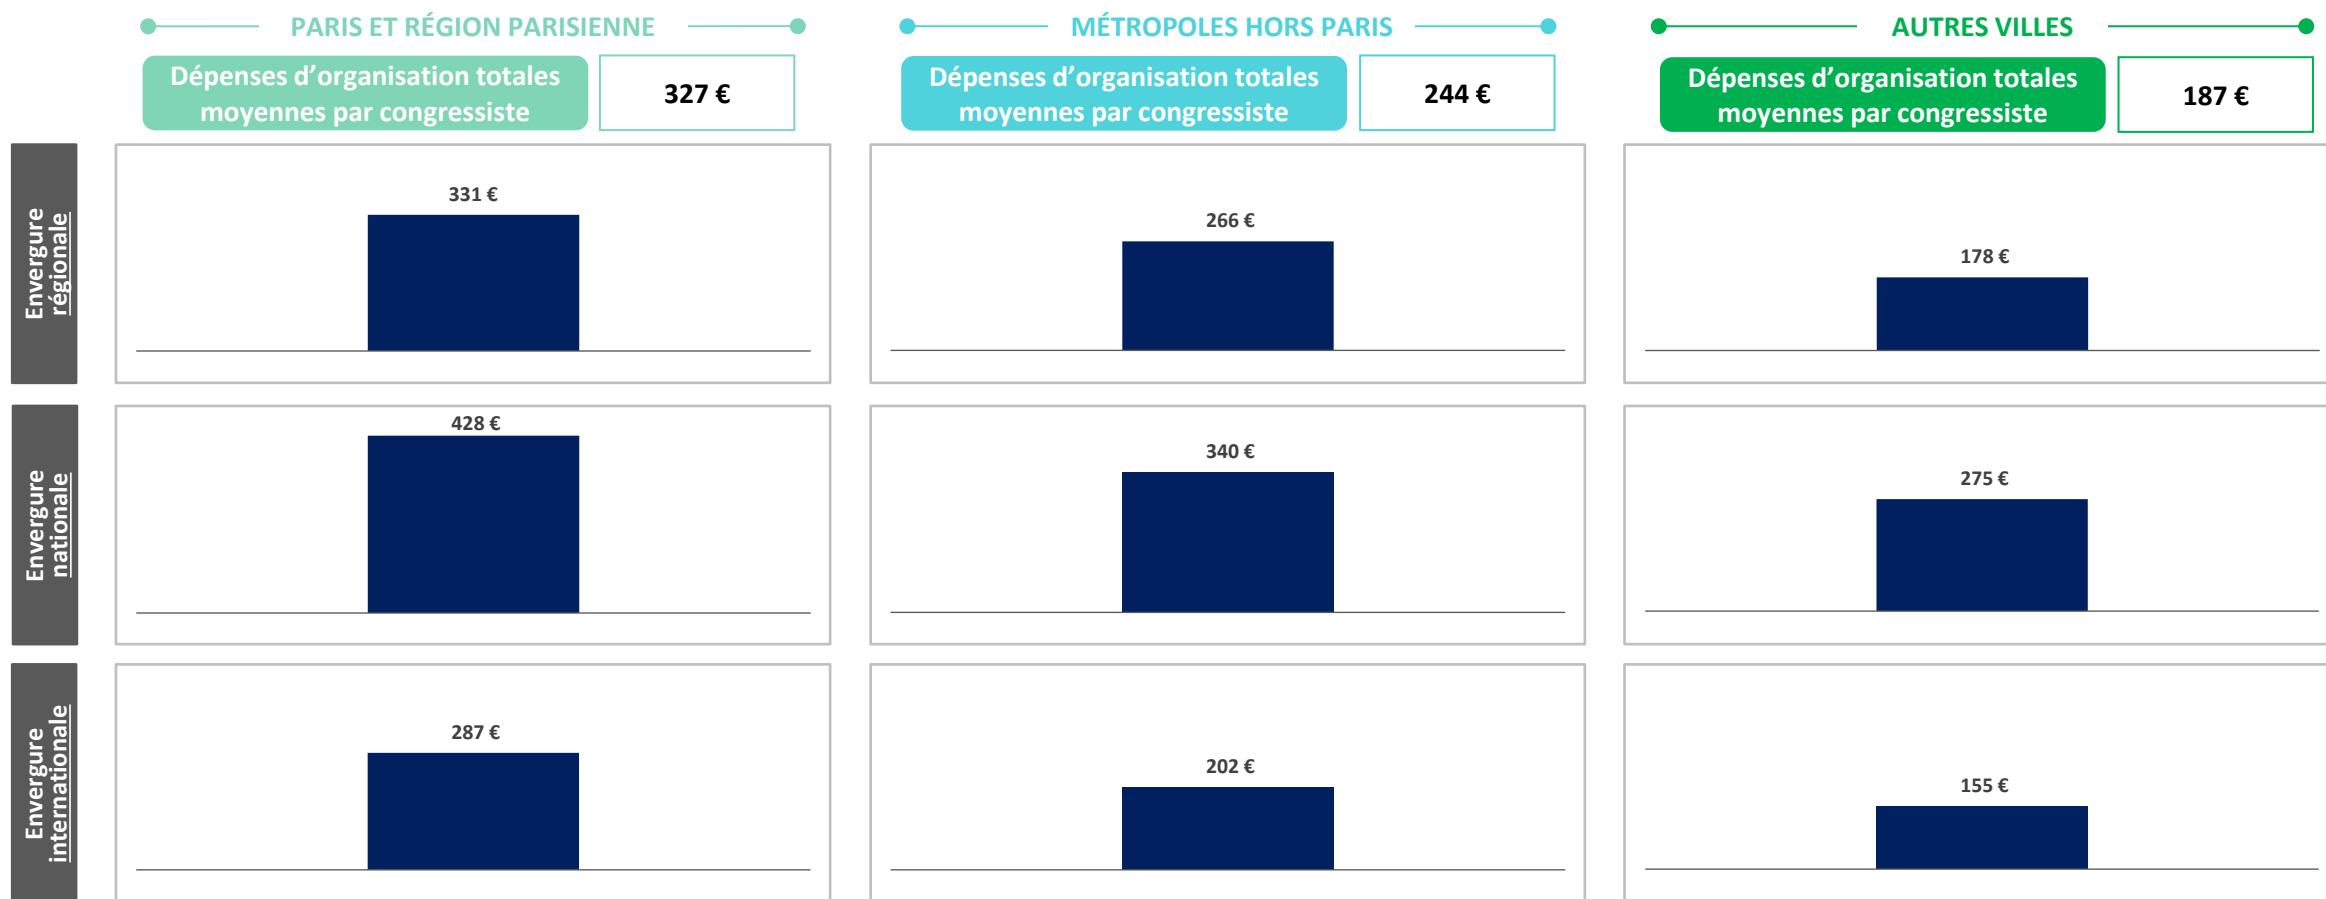 PARIS ET RÉGION PARISIENNE
Dépenses d’organisation totales
moyennes par congressiste
327 €
MÉTROPOLES HORS PARIS
Dépenses d’organisation totales
moyennes par congressiste
244 €
AUTRES VILLES
Dépenses d’organisation totales
moyennes par congressiste
187 €
Envergure
régionale
331 €
266 €
178 €
Envergure
nationale
428 €
340 €
275 €
Envergure
internationale
287 €
202 €
155 €